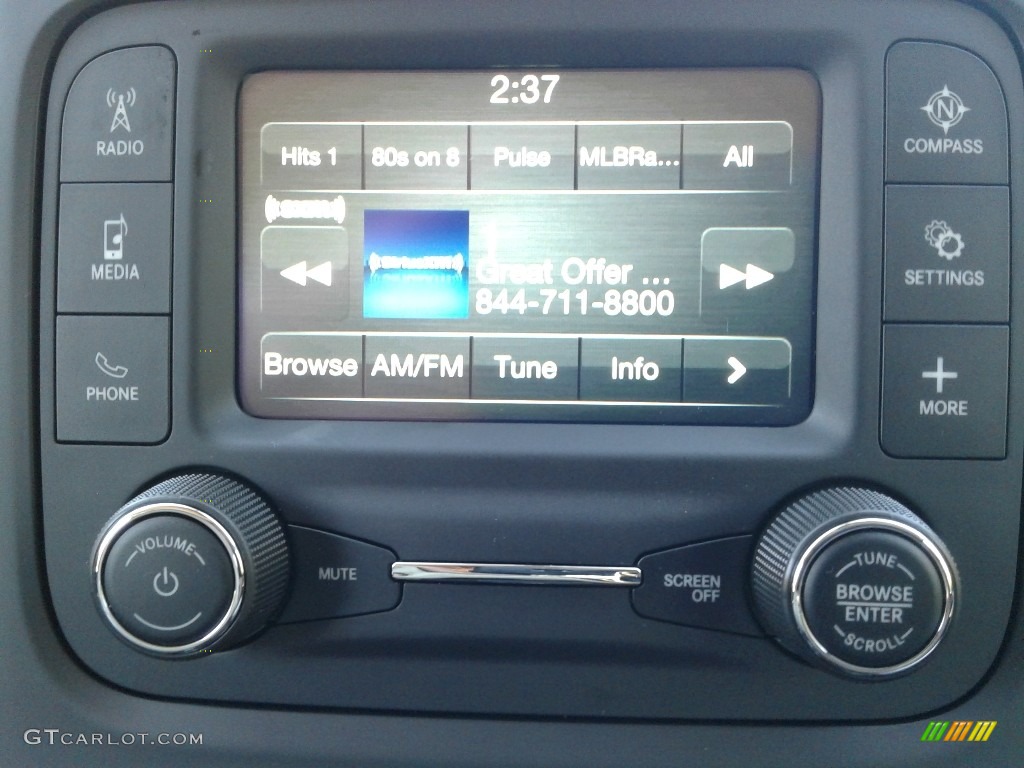 2:37
RADIO
Hits 1 80s on 8 Pulse MLBRa... All
COMPASS
N
((SiriusXM))
MEDIA
Great Offer ...
844-711-8800
SETTINGS
PHONE
Browse AM/FM Tune Info >
MORE
VOLUME
MUTE
SCREEN
OFF
TUNE
BROWSE
ENTER
SCROLL
GTCARLOT.COM